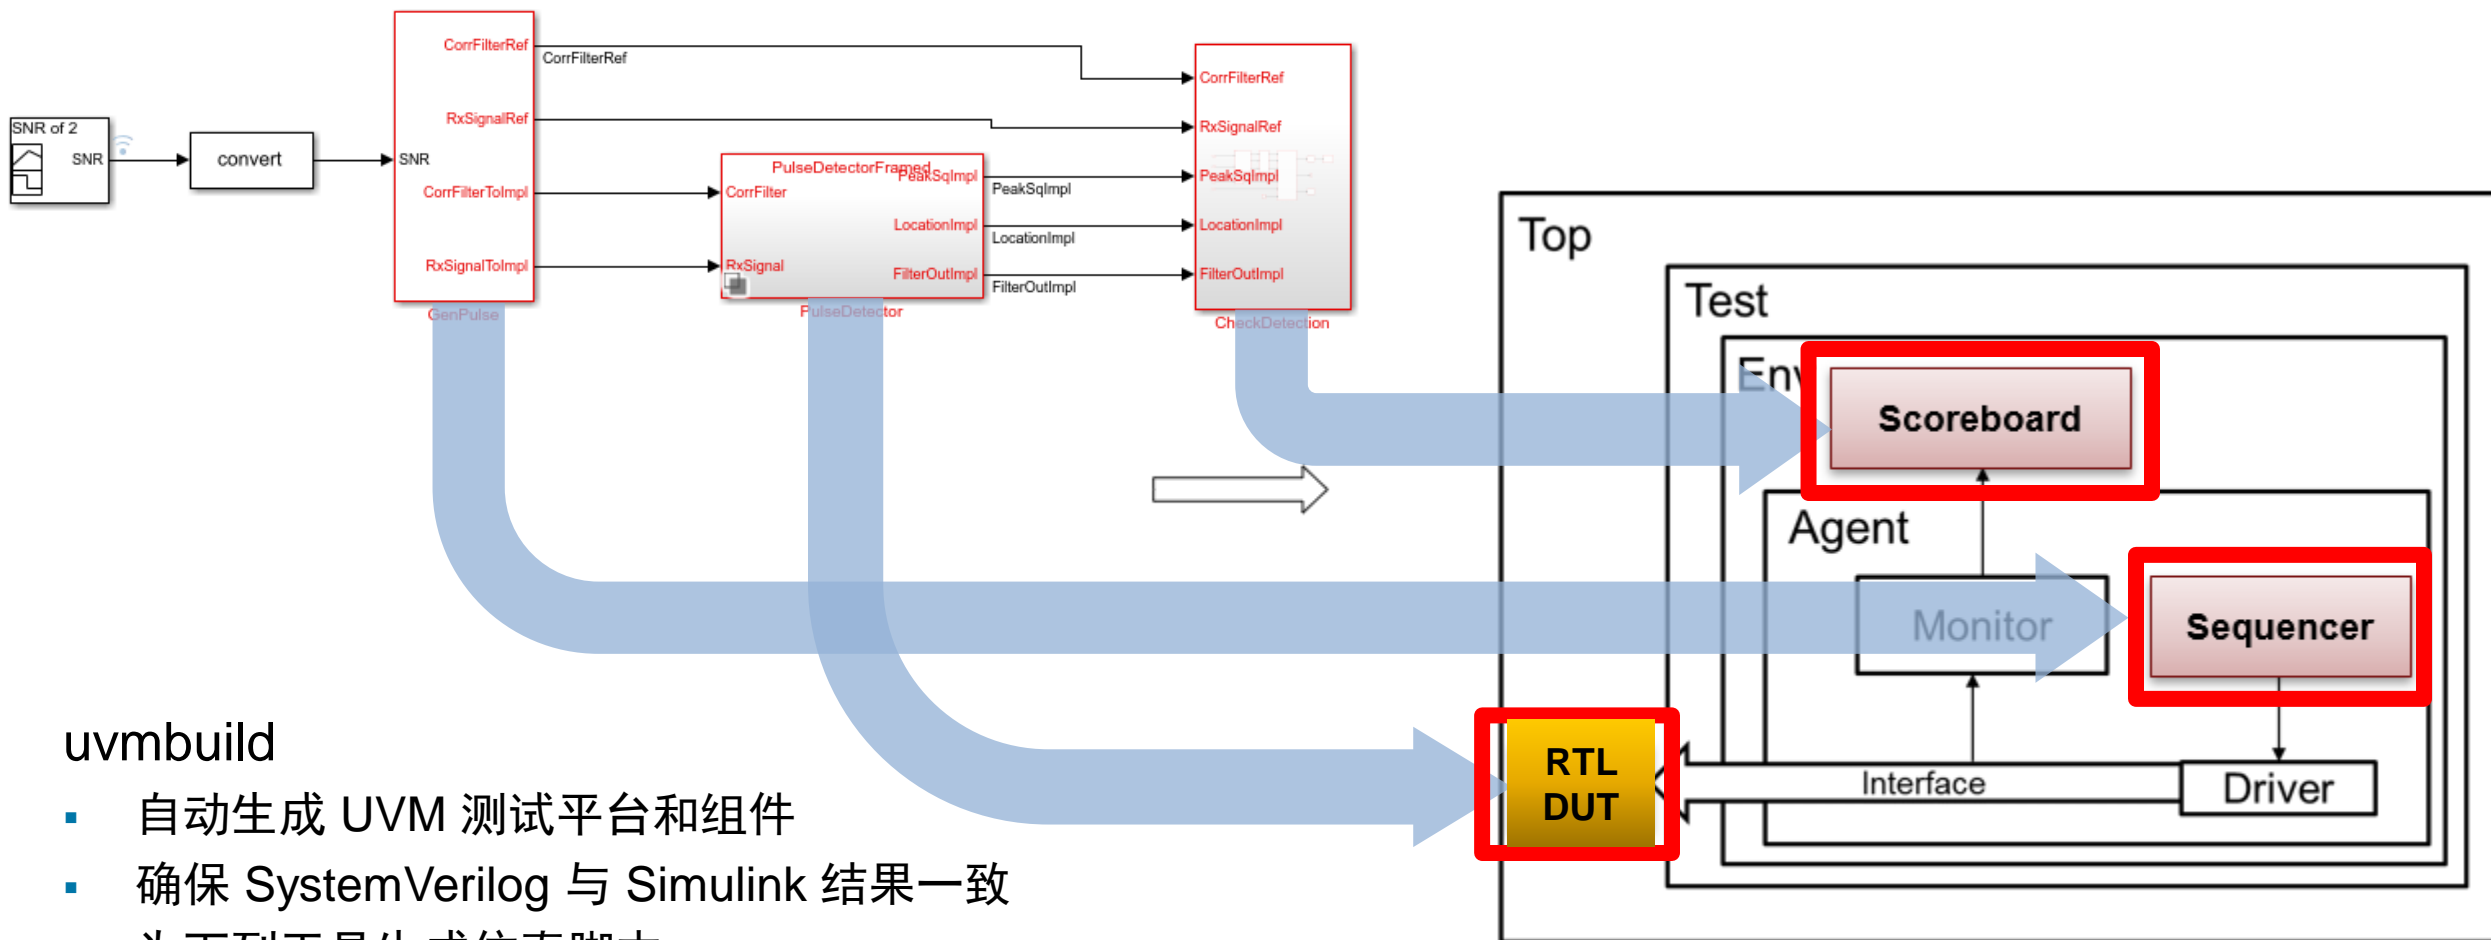 SNR of 2
SNR
convert
SNR
CorrFilterRef
RxSignalRef
CorrFilterToImpl
RxSignalToImpl
GenPulse
CorrFilterRef
PulseDetectorFramed
CorrFilter
RxSignal
PeakSqImpl
LocationImpl
FilterOutImpl
PulseDetector
PeakSqImpl
LocationImpl
FilterOutImpl
CorrFilterRef
RxSignalRef
PeakSqImpl
LocationImpl
FilterOutImpl
CheckDetection
Top
Test
Env
Scoreboard
Agent
Monitor
Sequencer
RTL
DUT
Interface
Driver
uvmbuild
▪ 自动生成 UVM 测试平台和组件
▪ 确保 SystemVerilog 与 Simulink 结果一致